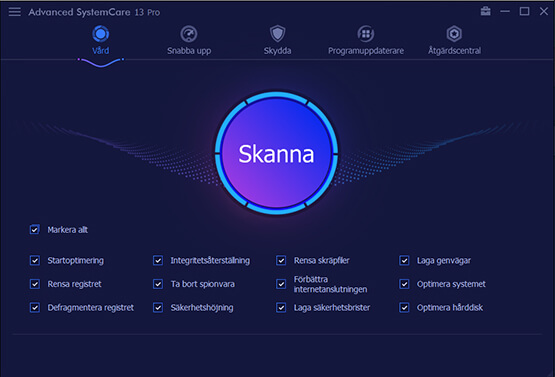 Advanced SystemCare 13 Pro
Vård Snabba upp Skydda Programuppdaterare Åtgärdscentral
Skanna
Markera allt
Startoptimering Integritetsåterställning Rensa skräpfiler Laga genvägar
Rensa registret Ta bort spionvara Förbättra internetanslutningen Optimera systemet
Defragmentera registret Säkerhetshöjning Laga säkerhetsbrister Optimera hårddisk